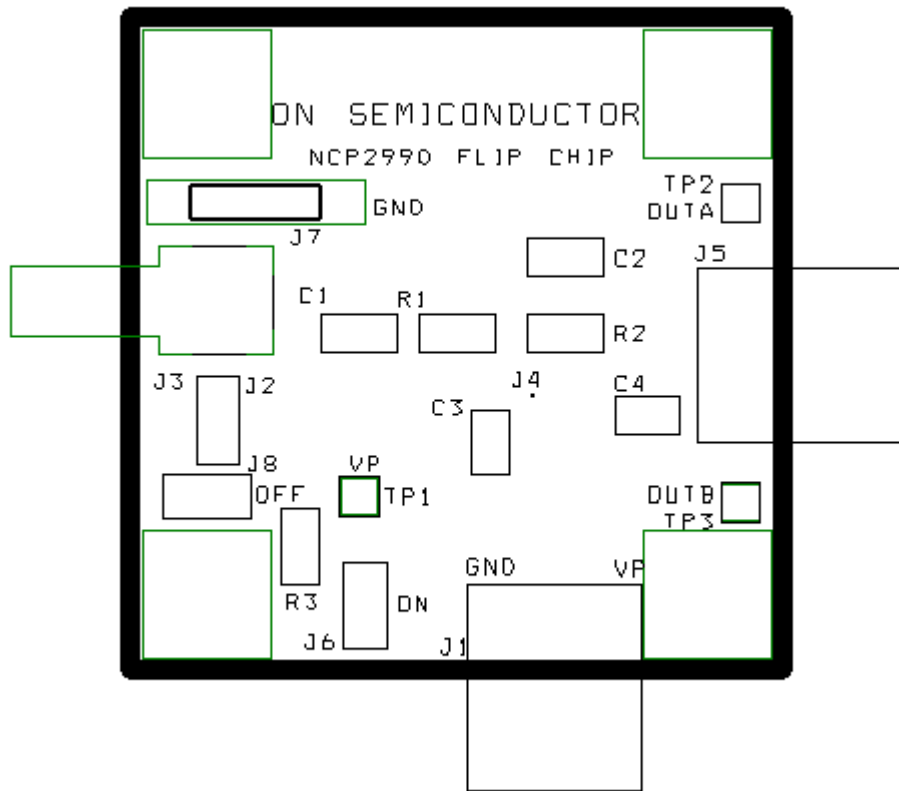 ON SEMICONDUCTOR
NCP2990 FLIP CHIP
TP2
OUTA
GND
J7
J5
C2
C1
R1
R2
J3
J2
J4
C4
C3
J8
VP
OFF
TP1
OUTB
TP3
GND
VP
R3
ON
J6
J1